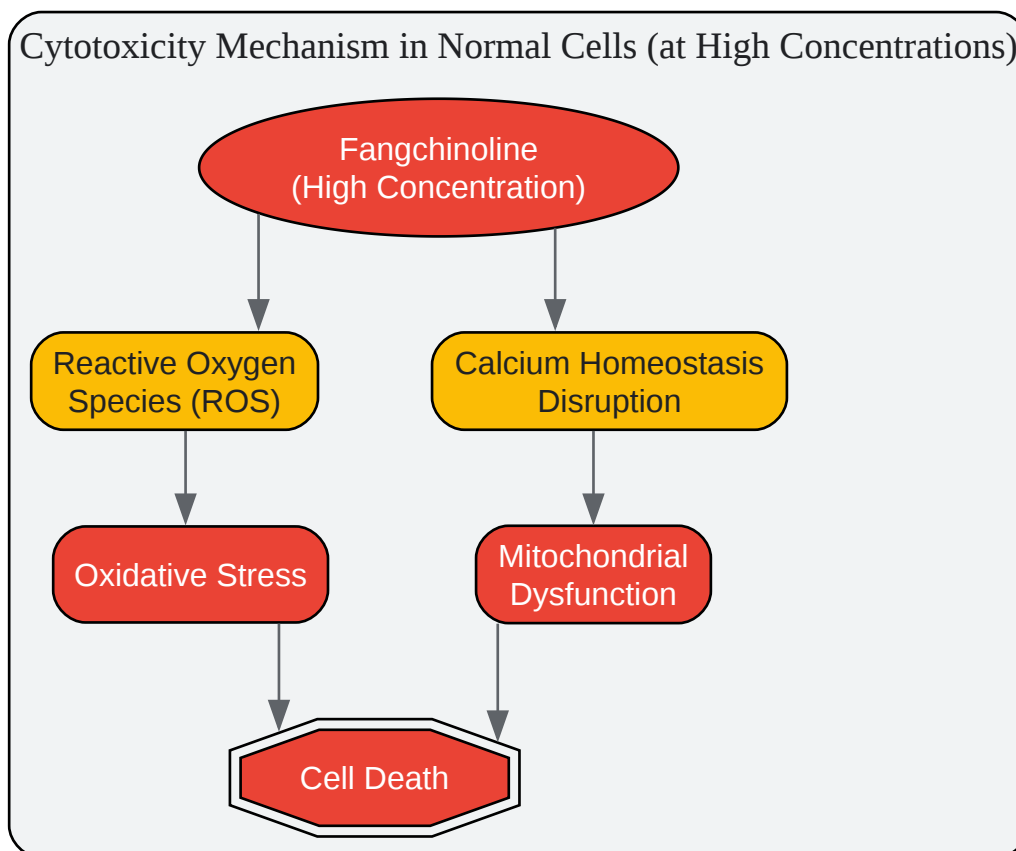 Cytotoxicity Mechanism in Normal Cells (at High Concentrations)
Fangchinoline
(High Concentration)
Reactive Oxygen
Species (ROS)
Calcium Homeostasis
Disruption
Oxidative Stress
Mitochondrial
Dysfunction
Cell Death